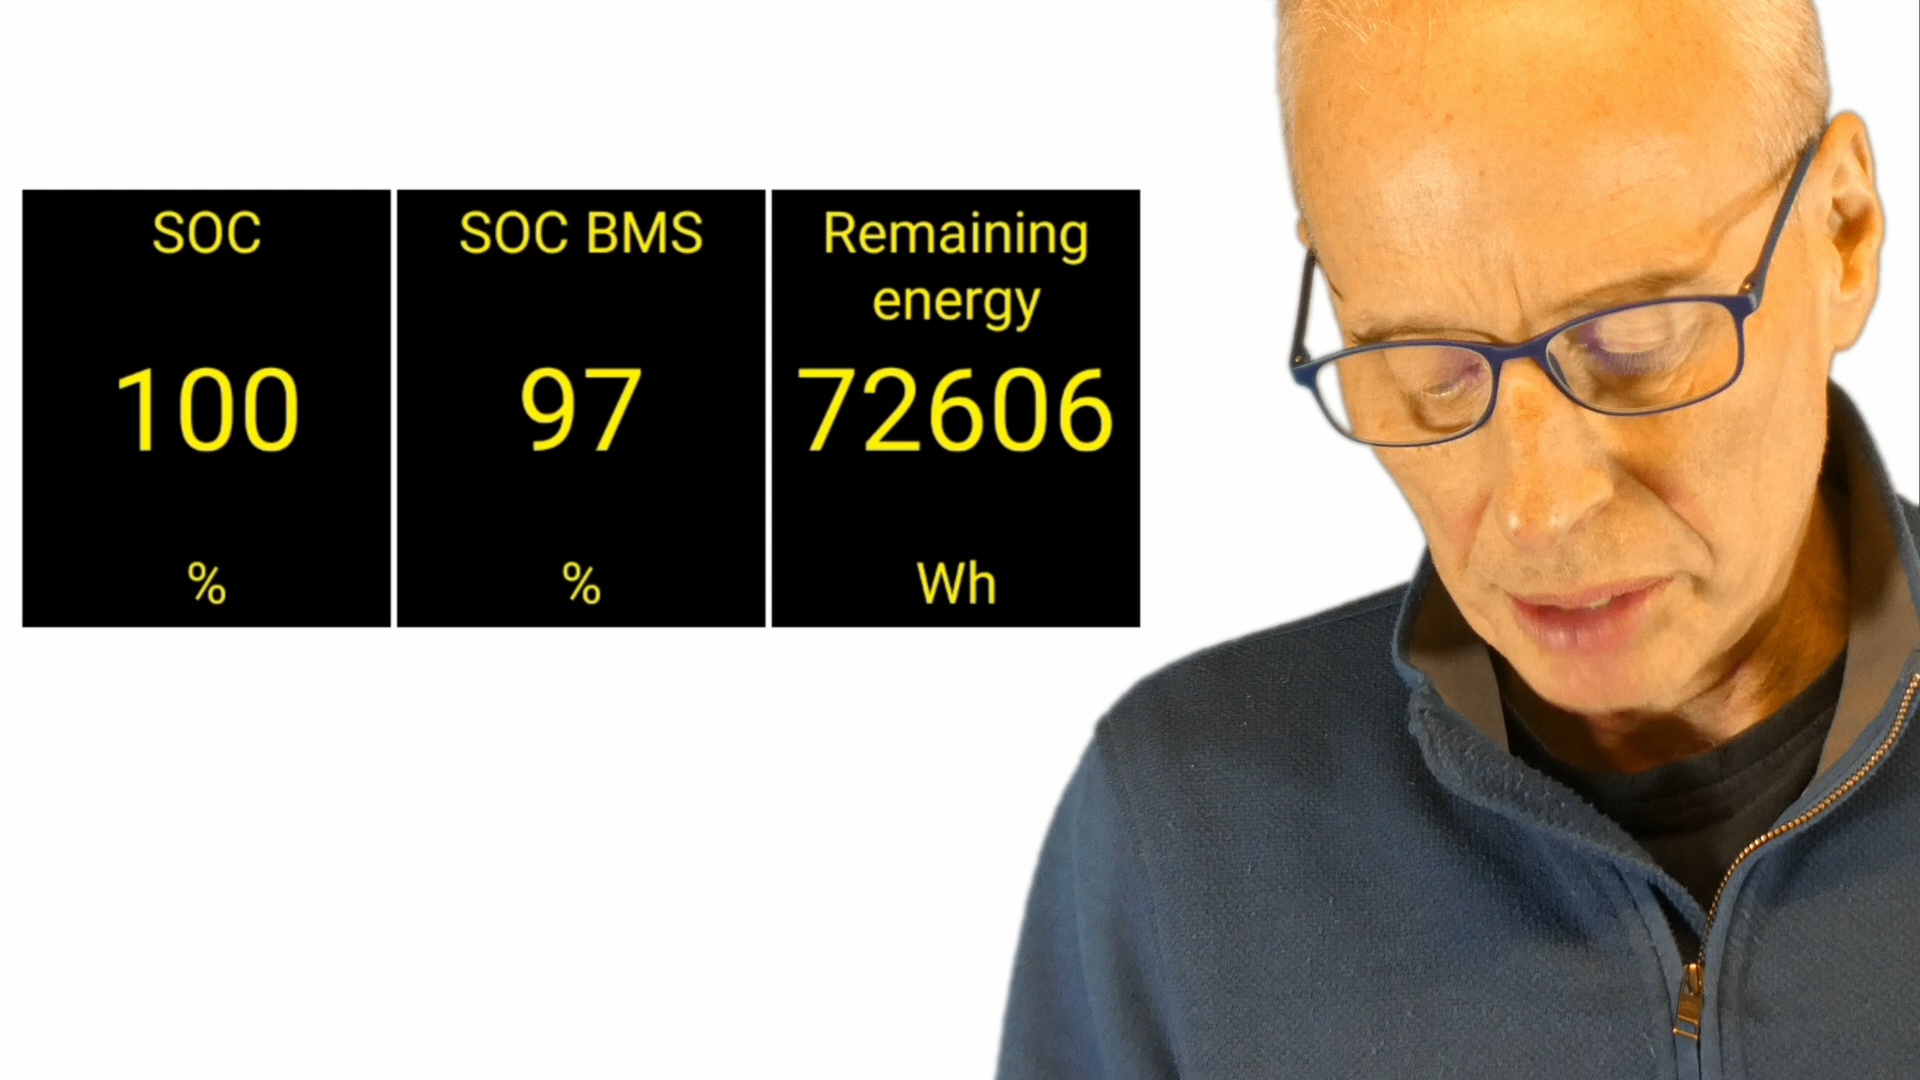 SOC
100
%
SOC BMS
97
%
Remaining
energy
72606
Wh